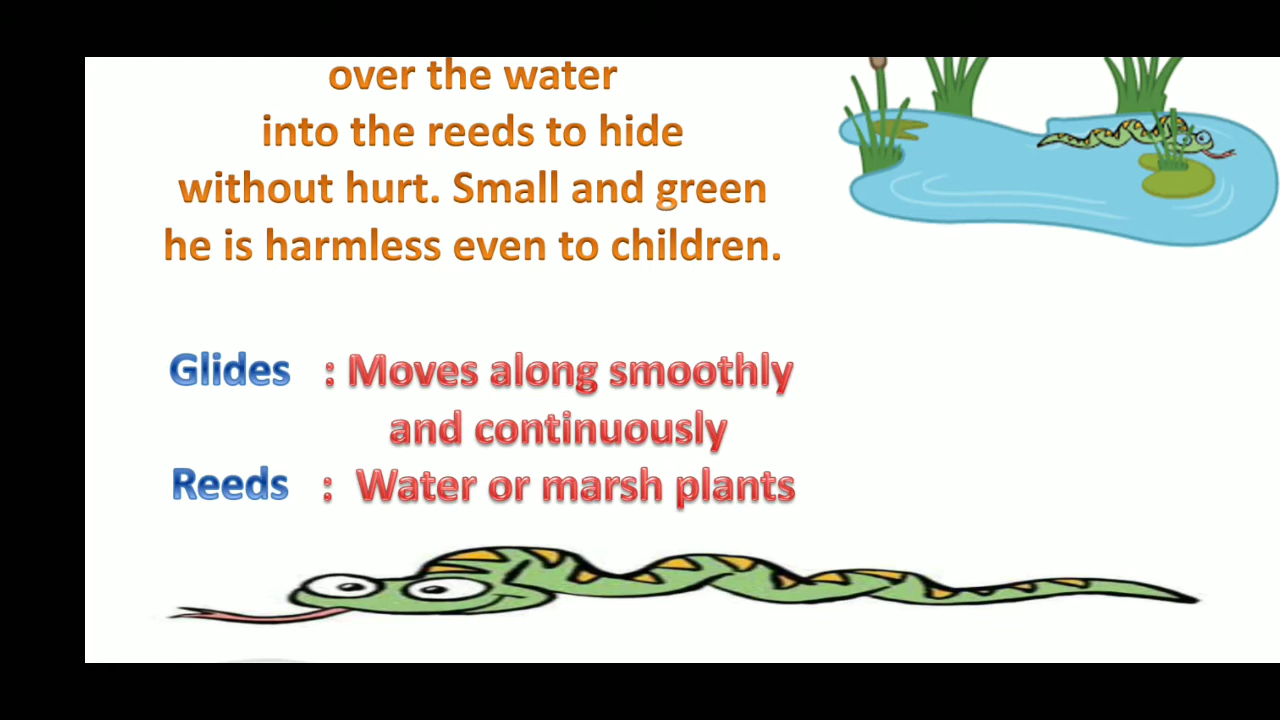 over the water
into the reeds to hide
without hurt. Small and green
he is harmless even to children.
Glides : Moves along smoothly
and continuously
Reeds : Water or marsh plants